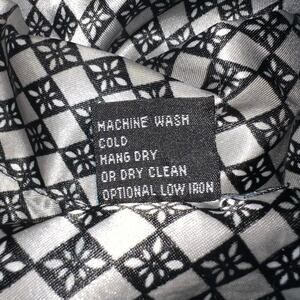 MACHINE WASH
COLD
HANG DRY
OR DRY CLEAN
OPTIONAL LOW IRON